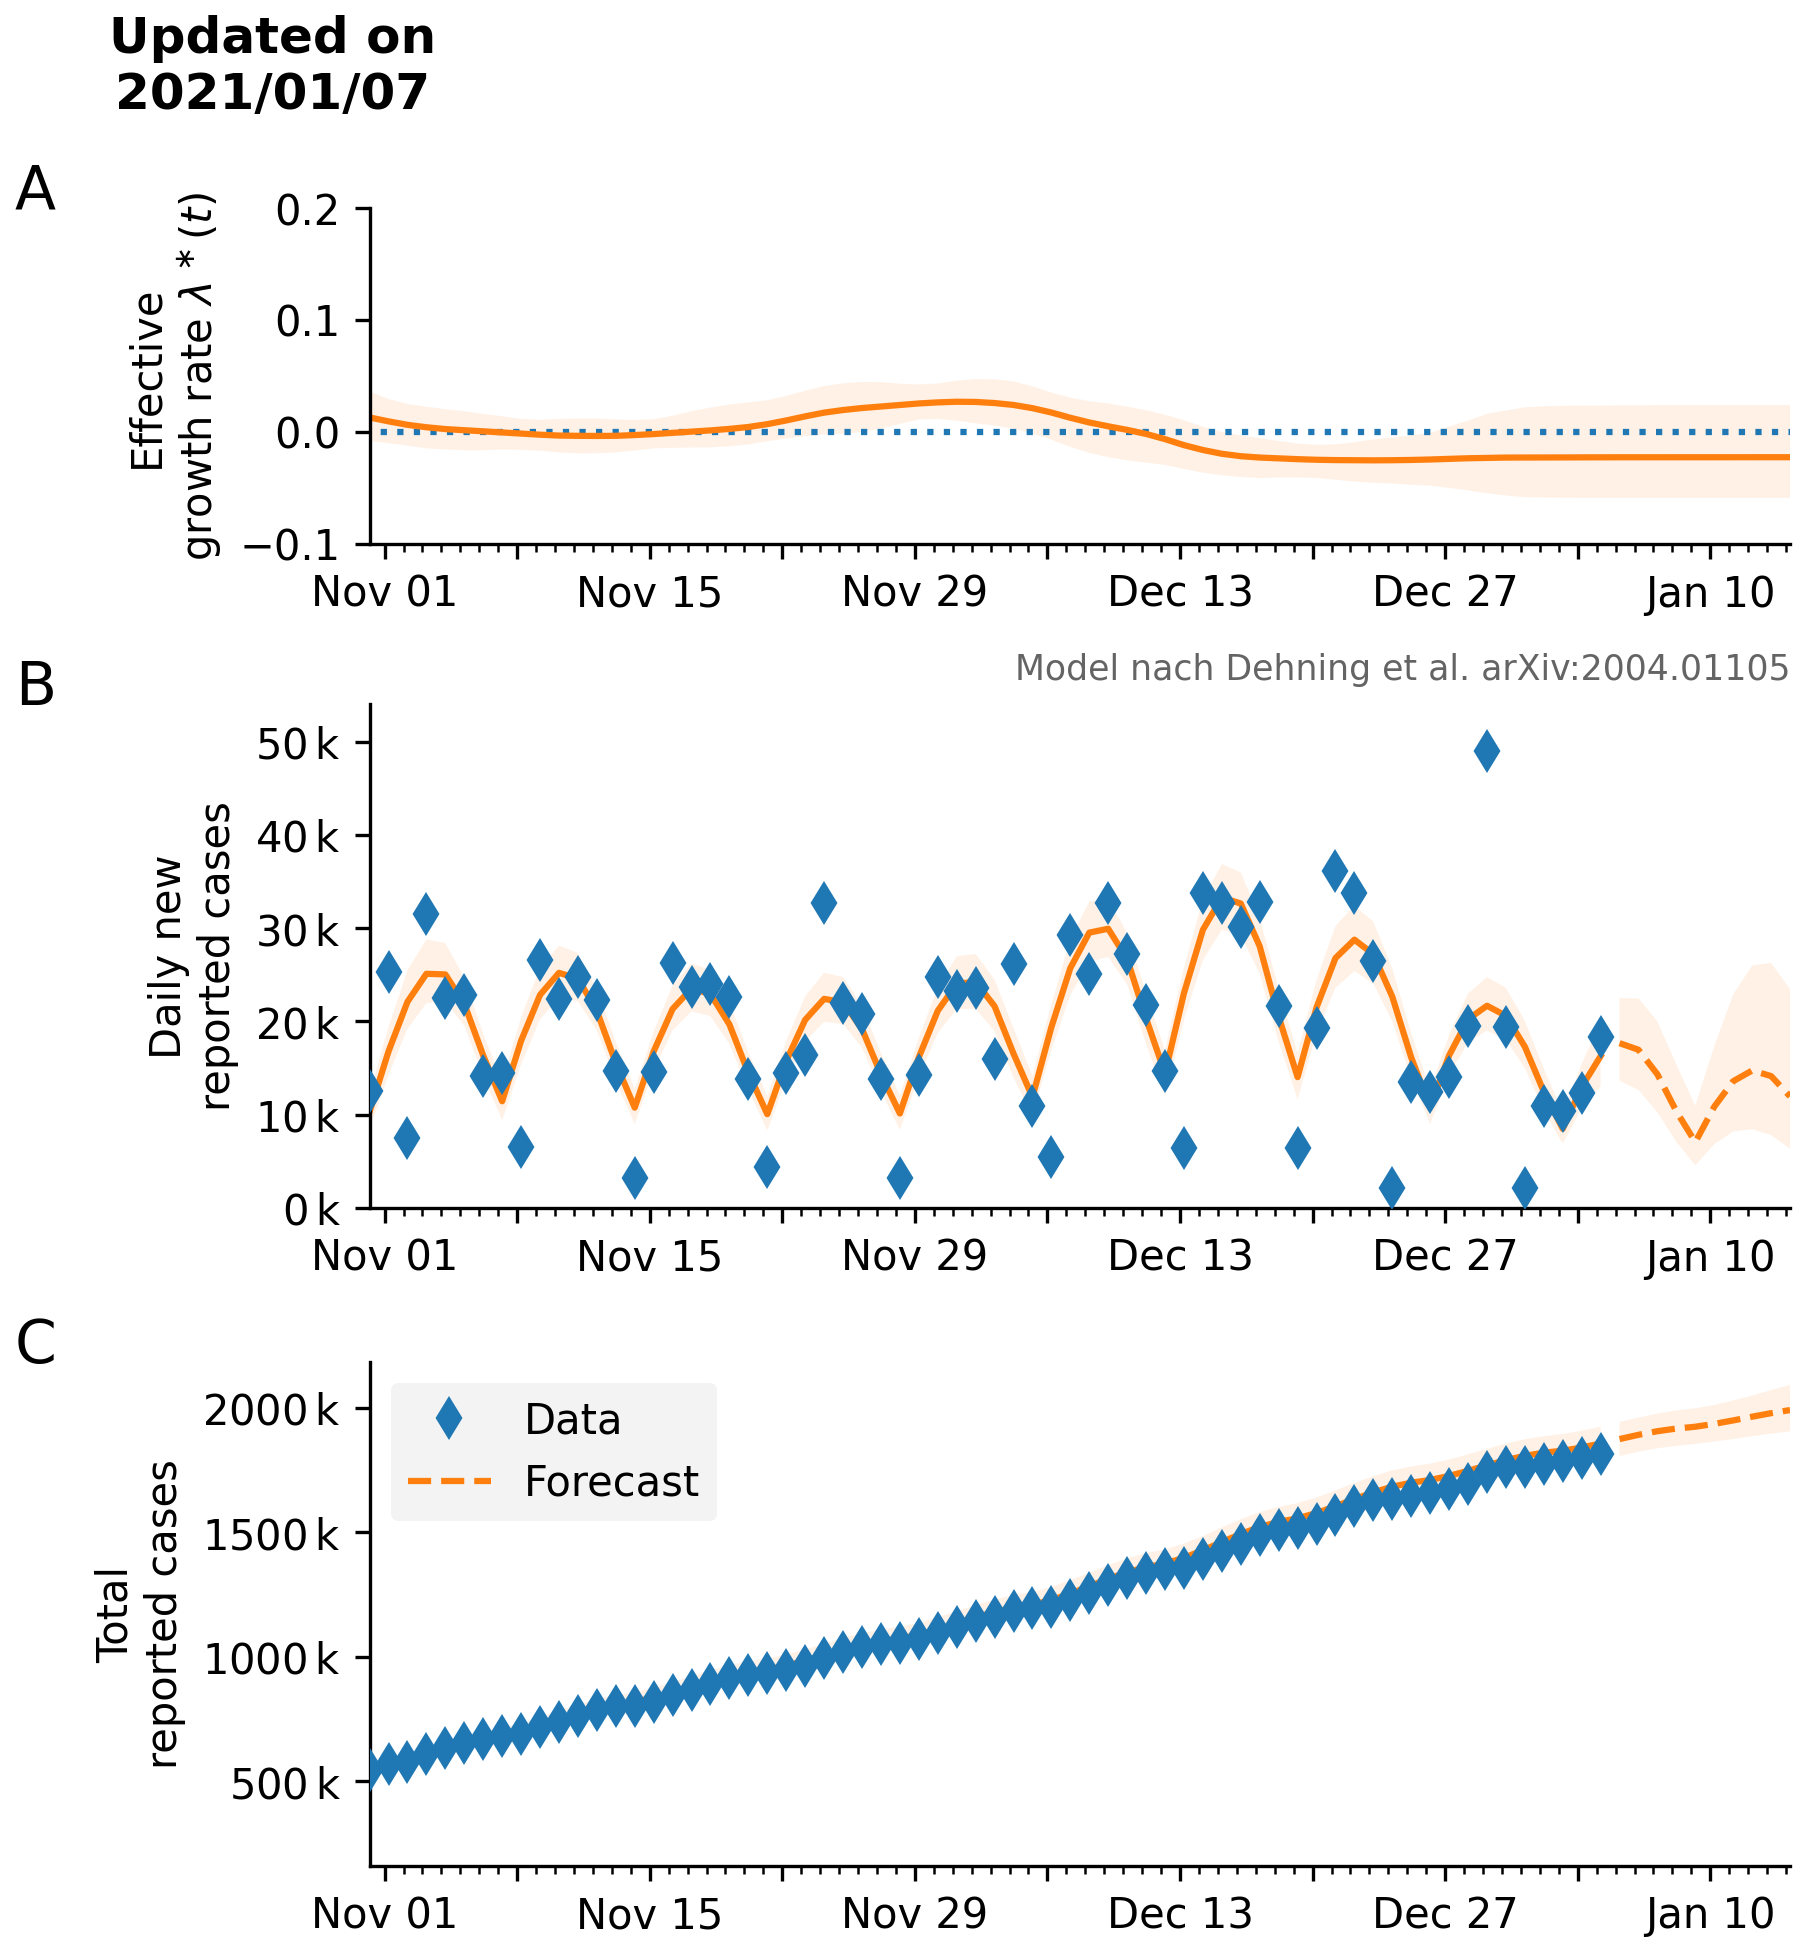 Updated on
2021/01/07
A
Effective
growth rate λ * (t)
0.2
0.1
0.0
−0.1
Nov 01 Nov 15 Nov 29 Dec 13 Dec 27 Jan 10
Model nach Dehning et al. arXiv:2004.01105
B
Daily new
reported cases
50 k
40 k
30 k
20 k
10 k
0 k
Nov 01 Nov 15 Nov 29 Dec 13 Dec 27 Jan 10
C
Total
reported cases
2000 k
1500 k
1000 k
500 k
Data
Forecast
Nov 01 Nov 15 Nov 29 Dec 13 Dec 27 Jan 10